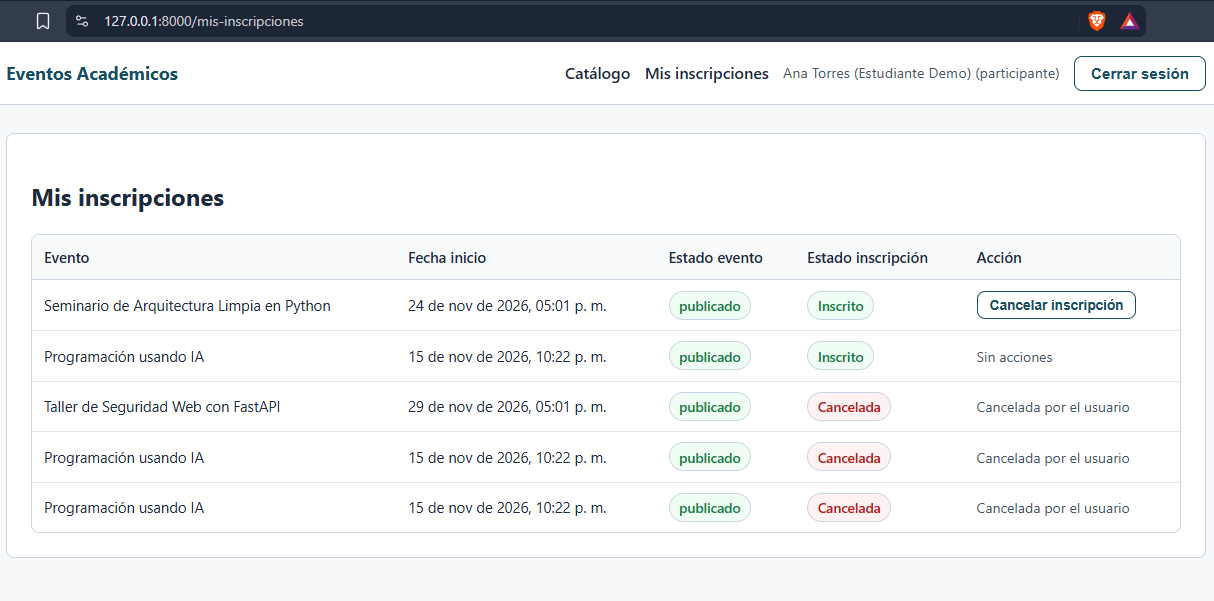 127.0.0.1:8000/mis-inscripciones
Eventos Académicos Catálogo Mis inscripciones Ana Torres (Estudiante Demo) (participante) Cerrar sesión
Mis inscripciones
Evento Fecha inicio Estado evento Estado inscripción Acción
Seminario de Arquitectura Limpia en Python 24 de nov de 2026, 05:01 p. m. publicado Inscrito Cancelar inscripción
Programación usando IA 15 de nov de 2026, 10:22 p. m. publicado Inscrito Sin acciones
Taller de Seguridad Web con FastAPI 29 de nov de 2026, 05:01 p. m. publicado Cancelada Cancelada por el usuario
Programación usando IA 15 de nov de 2026, 10:22 p. m. publicado Cancelada Cancelada por el usuario
Programación usando IA 15 de nov de 2026, 10:22 p. m. publicado Cancelada Cancelada por el usuario